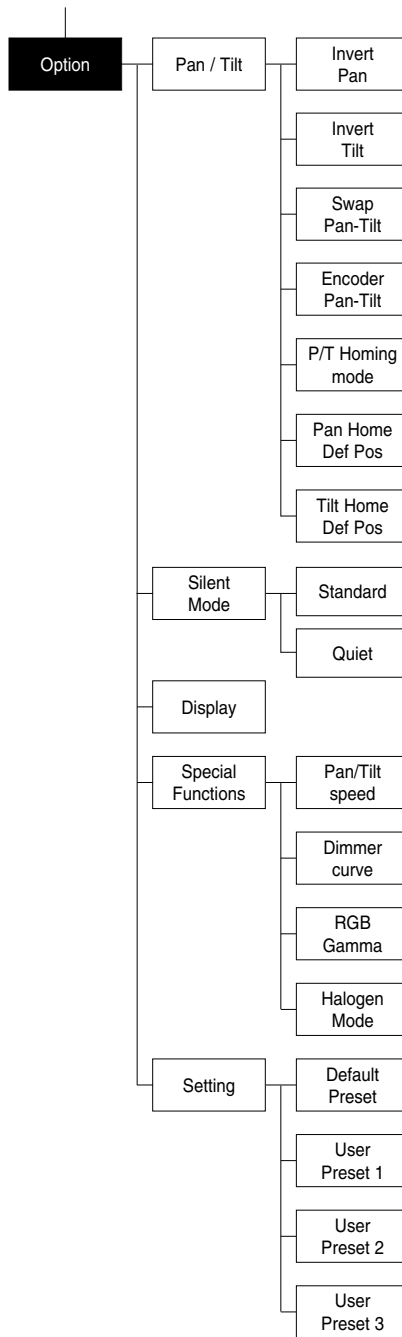 Option
Pan / Tilt
Invert
Pan
Invert
Tilt
Swap
Pan-Tilt
Encoder
Pan-Tilt
P/T Homing
mode
Pan Home
Def Pos
Tilt Home
Def Pos
Silent
Mode
Standard
Quiet
Display
Special
Functions
Pan/Tilt
speed
Dimmer
curve
RGB
Gamma
Halogen
Mode
Setting
Default
Preset
User
Preset 1
User
Preset 2
User
Preset 3